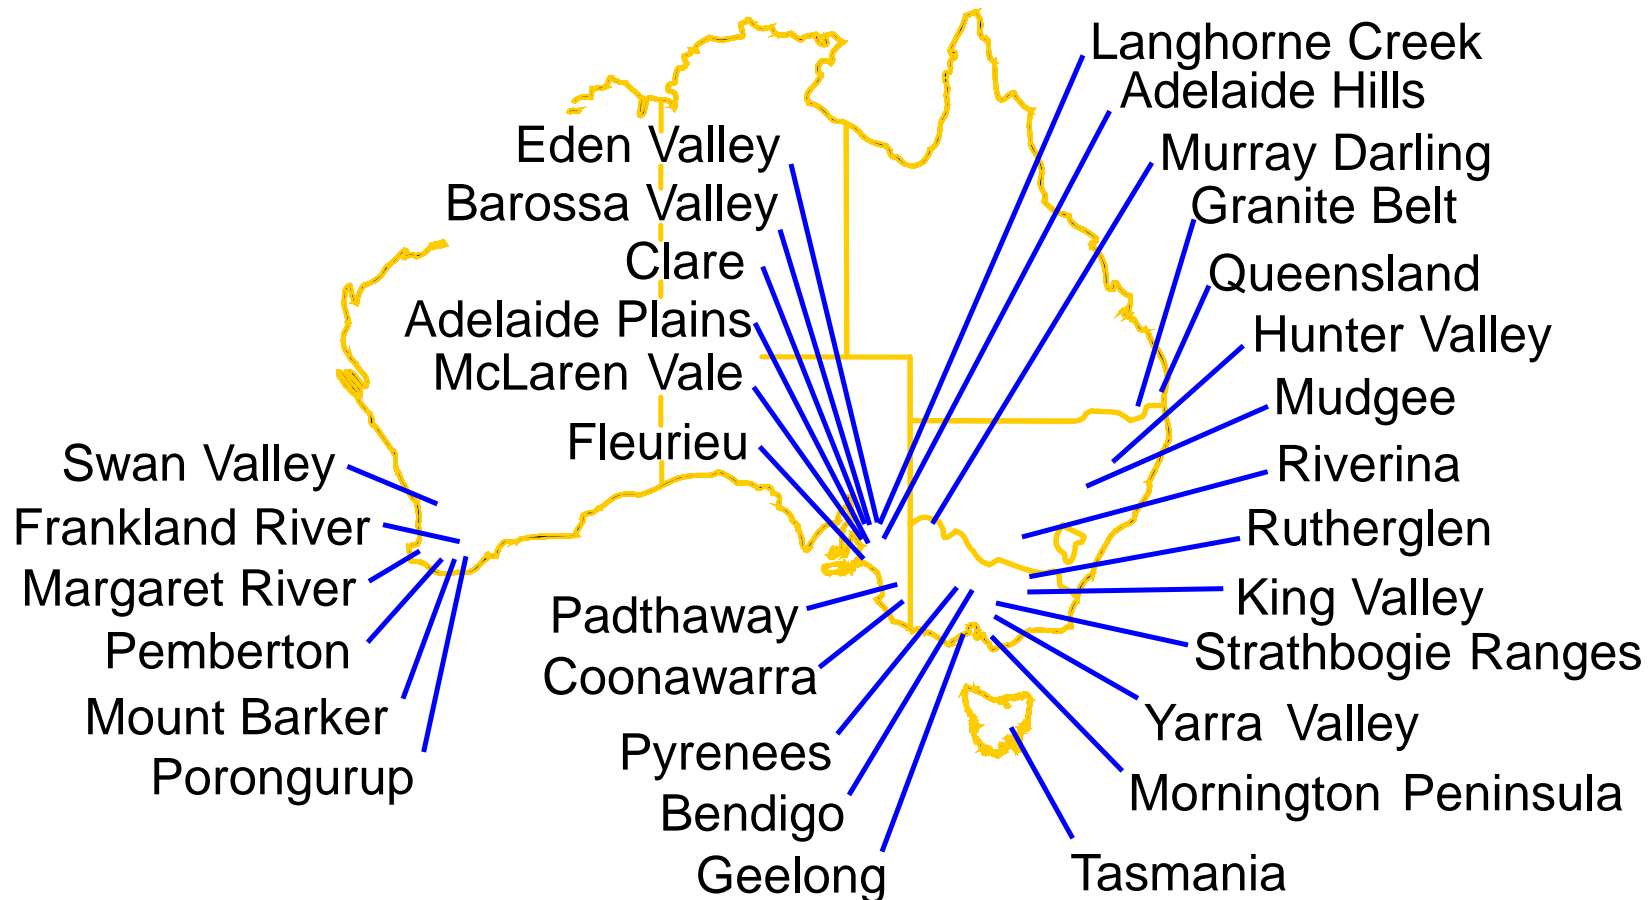 Langhorne Creek
Adelaide Hills
Eden Valley
Murray Darling
Barossa Valley
Granite Belt
Clare
Queensland
Adelaide Plains
Hunter Valley
McLaren Vale
Mudgee
Fleurieu
Swan Valley
Riverina
Frankland River
Rutherglen
Margaret River
King Valley
Padthaway
Pemberton
Strathbogie Ranges
Coonawarra
Mount Barker
Yarra Valley
Pyrenees
Porongurup
Mornington Peninsula
Bendigo
Geelong
Tasmania